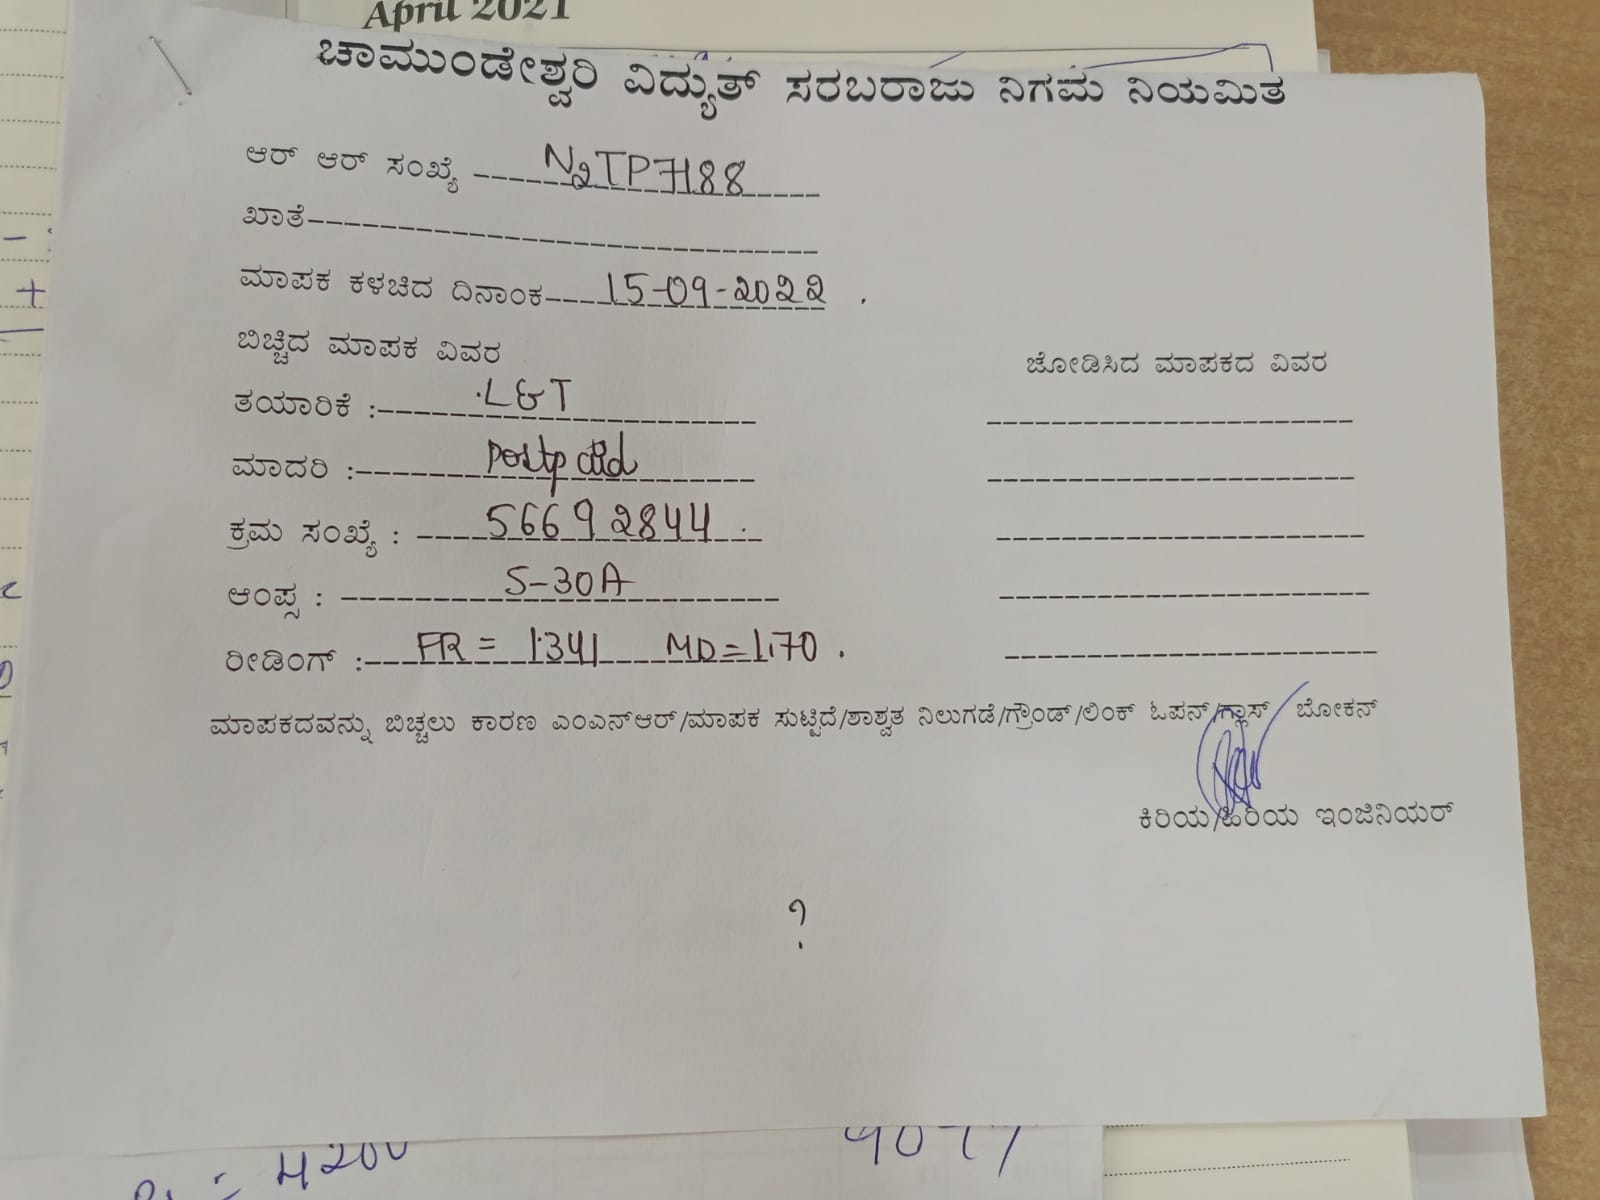 April 2021
ಚಾಮುಂಡೇಶ್ವರಿ ವಿದ್ಯುತ್ ಸರಬರಾಜು ನಿಗಮ ನಿಯಮಿತ
ಆರ್ ಆರ್ ಸಂಖ್ಯೆ N2TP7188
ಖಾತೆ
ಮಾಪಕ ಕಳಚಿದ ದಿನಾಂಕ 15-09-2022 .
ಬಿಚ್ಚಿದ ಮಾಪಕ ವಿವರ ಜೋಡಿಸಿದ ಮಾಪಕದ ವಿವರ
ತಯಾರಿಕೆ : L&T
ಮಾದರಿ : Postpaid
ಕ್ರಮ ಸಂಖ್ಯೆ : 56692844
ಆಂಪ್ಸ : 5-30A
ರೀಡಿಂಗ್ : FR = 1341 MD=1.70 .
ಮಾಪಕದವನ್ನು ಬಿಚ್ಚಲು ಕಾರಣ ಎಂಎನ್ಆರ್/ಮಾಪಕ ಸುಟ್ಟಿದೆ/ಶಾಶ್ವತ ನಿಲುಗಡೆ/ಗ್ರೌಂಡ್/ಲಿಂಕ್ ಓಪನ್/ಗ್ಲಾಸ್ ಬೋಕನ್
ಕಿರಿಯ/ಹಿರಿಯ ಇಂಜಿನಿಯರ್
?
4200